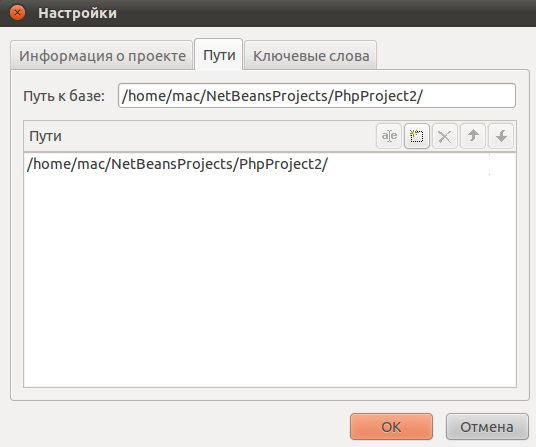 Настройки
Информация о проекте Пути Ключевые слова
Путь к базе: /home/mac/NetBeansProjects/PhpProject2/
Пути
/home/mac/NetBeansProjects/PhpProject2/
OK Отмена